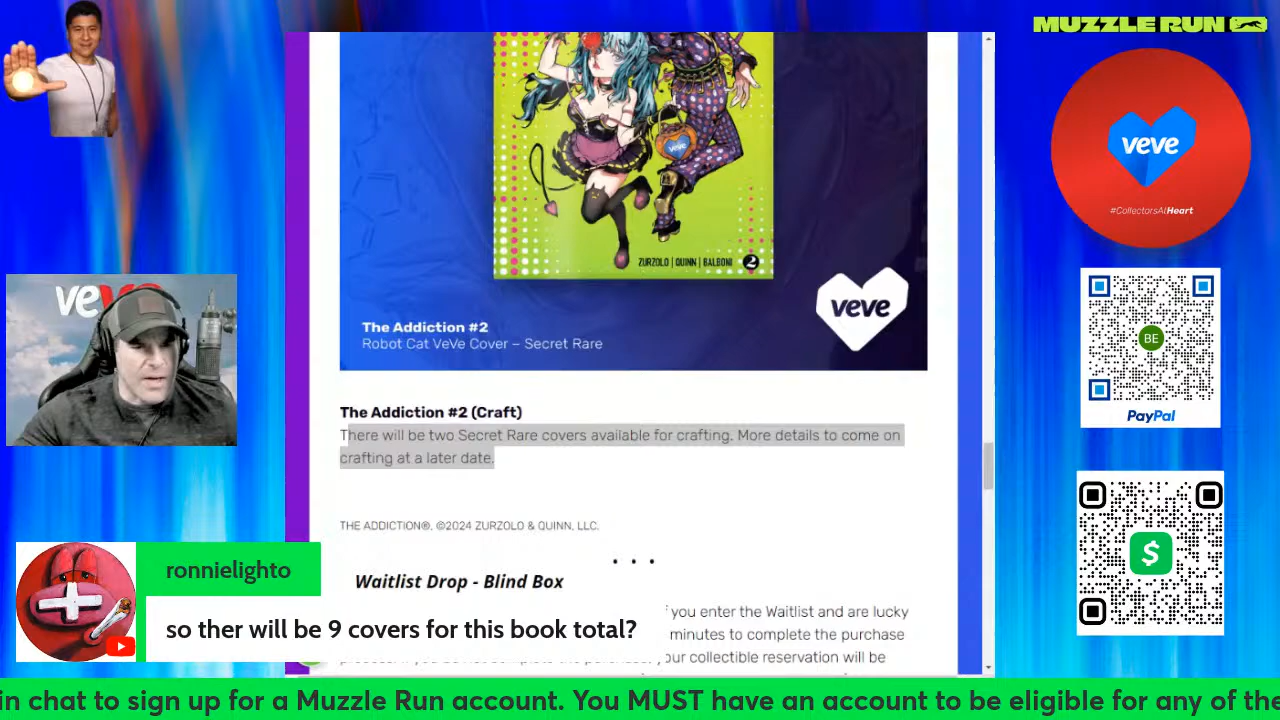 MUZZLE RUN
veve
#CollectorsAtHeart
veve
veve
ZURZOLO | QUINN | BALBONI 2
veve
The Addiction #2
Robot Cat VeVe Cover – Secret Rare
BE
PayPal
The Addiction #2 (Craft)
There will be two Secret Rare covers available for crafting. More details to come on
crafting at a later date.
$
THE ADDICTION®, ©2024 ZURZOLO & QUINN, LLC.
• • •
Waitlist Drop - Blind Box
you enter the Waitlist and are lucky
minutes to complete the purchase
our collectible reservation will be
ronnielighto
so ther will be 9 covers for this book total?
in chat to sign up for a Muzzle Run account. You MUST have an account to be eligible for any of the